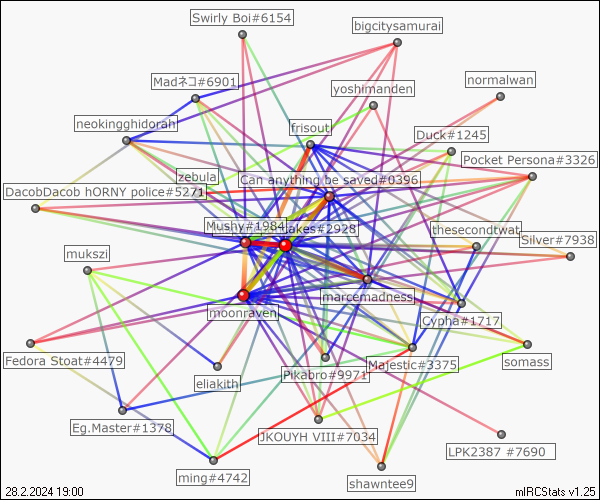 Swirly Boi#6154
bigcitysamurai
Madネコ#6901
normalwan
yoshimanden
neokingghidorah
frisout
Duck#1245
Pocket Persona#3326
zebula
Can anything be saved#6396
DacobDacob hORNY police#5271
Mushy#1984
akes#2928
thesecondtwat
Silver#7938
mukszi
marcemadness
moonraven
Cypha#1717
Fedora Stoat#4479
Pikabro#9971
Majestic#3375
somass
eliakith
Eg.Master#1378
JKOUYH VIII#7034
LPK2387 #7690
ming#4742
shawntee9
28.2.2024 19:00
mIRCStats v1.25